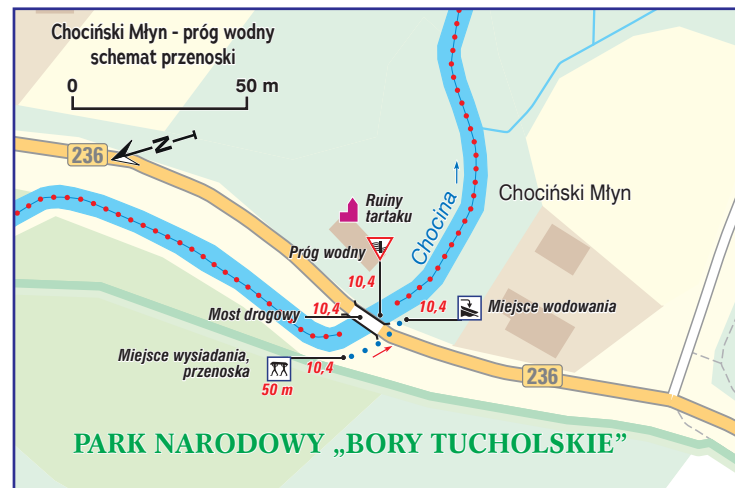 Chociński Młyn - próg wodny
schemat przenoski
0 50 m
N
236
Ruiny
tartaku
Chocina
Chociński Młyn
Próg wodny
10,4
Most drogowy
10,4
10,4
Miejsce wodowania
Miejsce wysiadania,
przenoska
10,4
50 m
236
PARK NARODOWY „BORY TUCHOLSKIE”